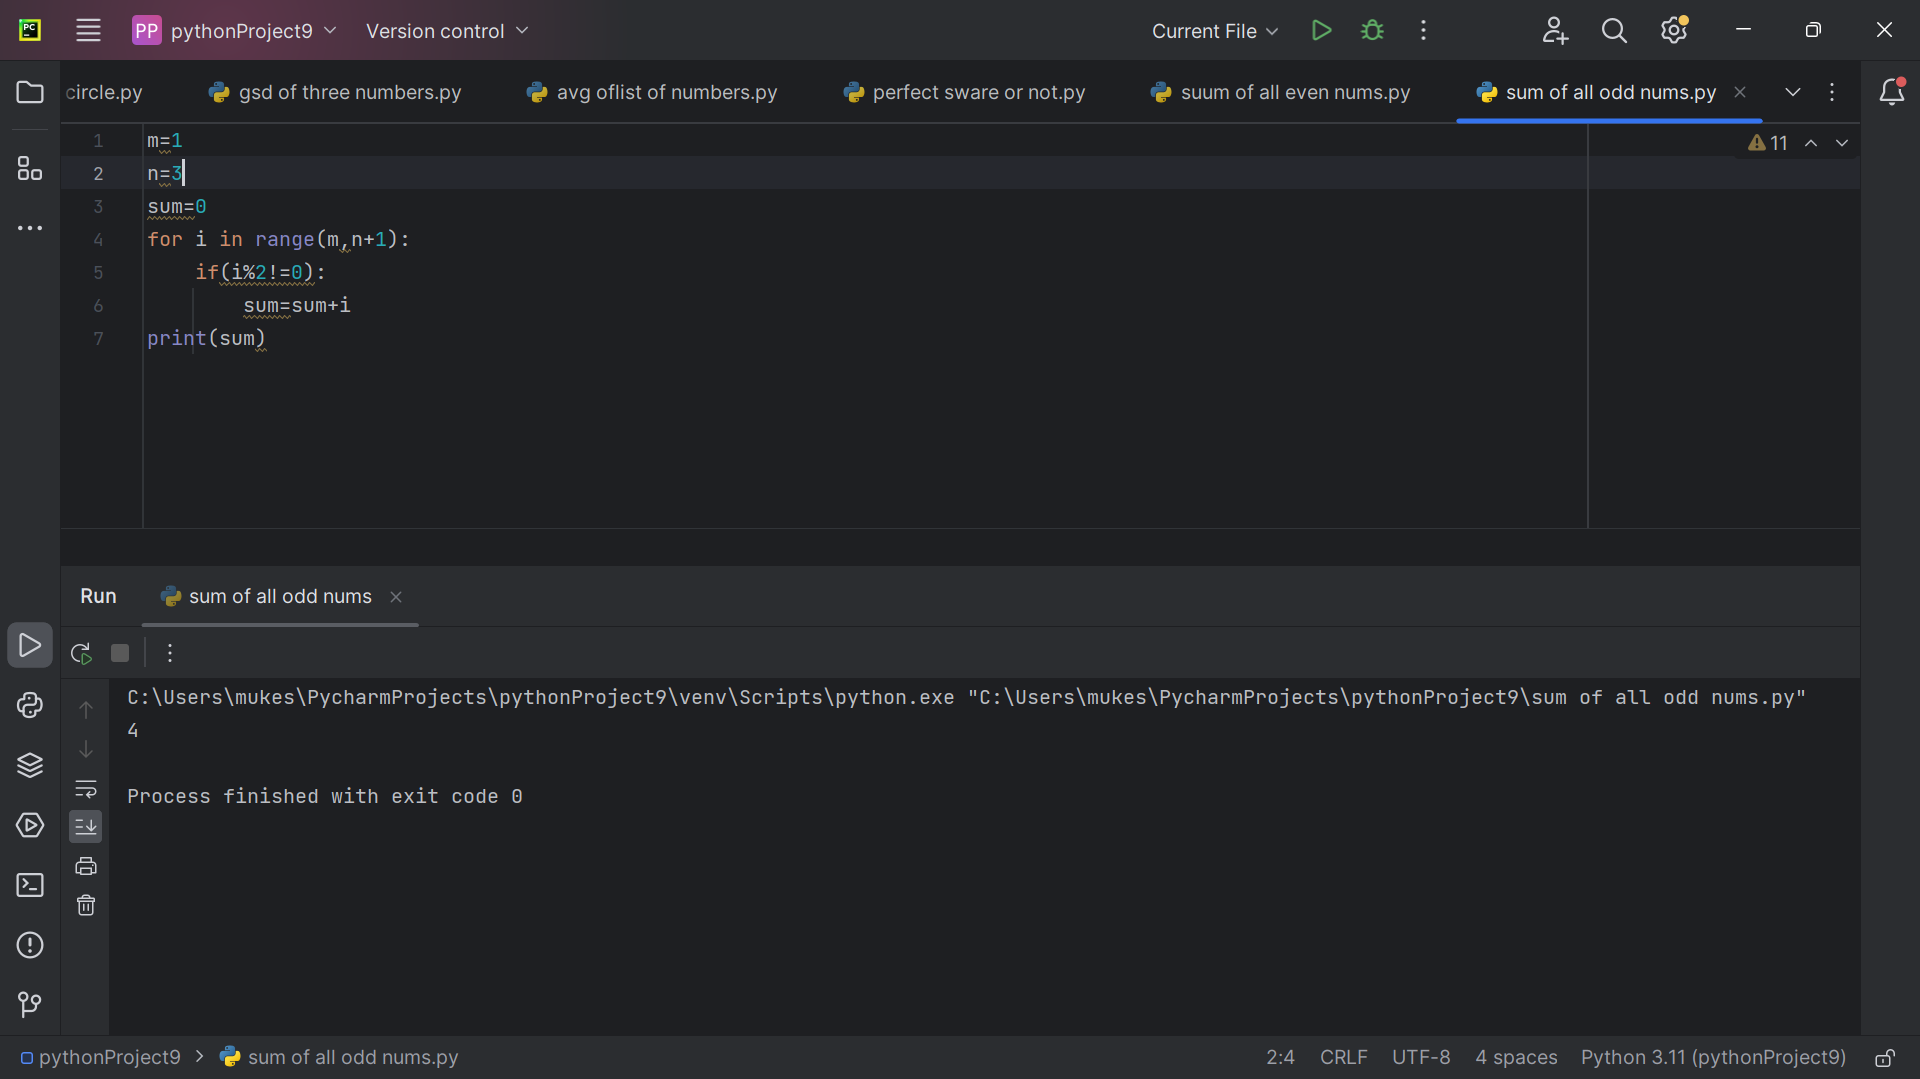 PC
PP pythonProject9 Version control Current File
circle.py gsd of three numbers.py avg oflist of numbers.py perfect sware or not.py suum of all even nums.py sum of all odd nums.py
1 m=1 11
2 n=3
3 sum=0
4 for i in range(m,n+1):
5 if(i%2!=0):
6 sum=sum+i
7 print(sum)
Run sum of all odd nums
C:\Users\mukes\PycharmProjects\pythonProject9\venv\Scripts\python.exe "C:\Users\mukes\PycharmProjects\pythonProject9\sum of all odd nums.py"
4
Process finished with exit code 0
pythonProject9 > sum of all odd nums.py 2:4 CRLF UTF-8 4 spaces Python 3.11 (pythonProject9)